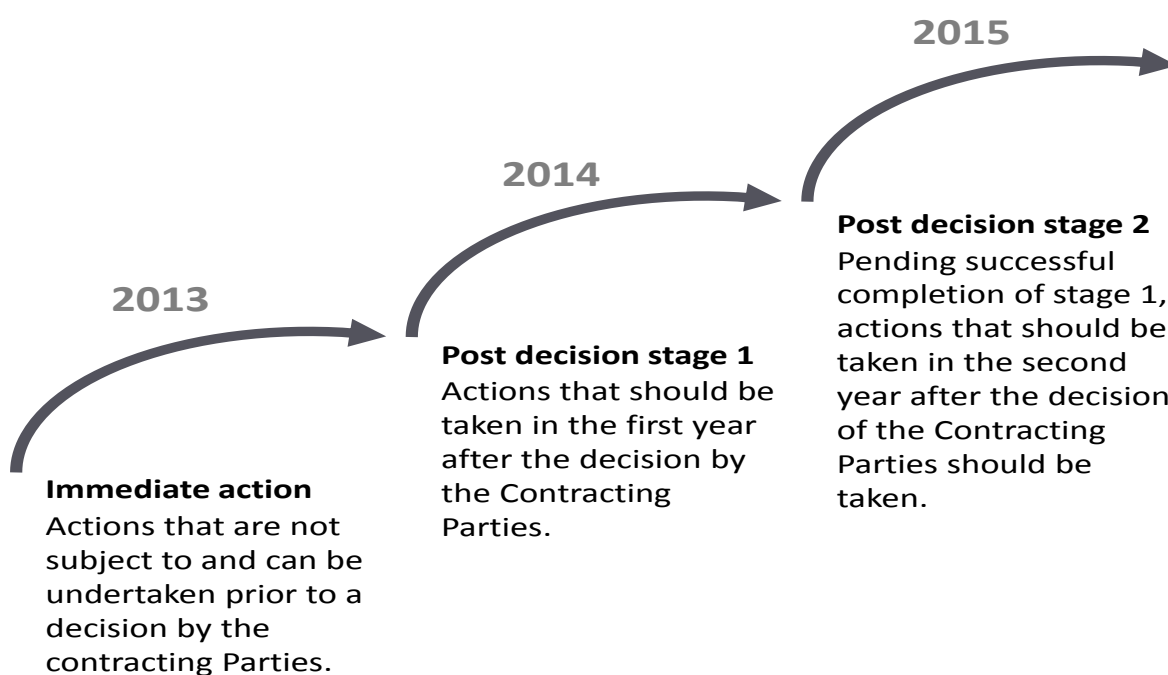 2013
Immediate action
Actions that are not
subject to and can be
undertaken prior to a
decision by the
contracting Parties.
2014
Post decision stage 1
Actions that should be
taken in the first year
after the decision by
the Contracting
Parties.
2015
Post decision stage 2
Pending successful
completion of stage 1,
actions that should be
taken in the second
year after the decision
of the Contracting
Parties should be
taken.